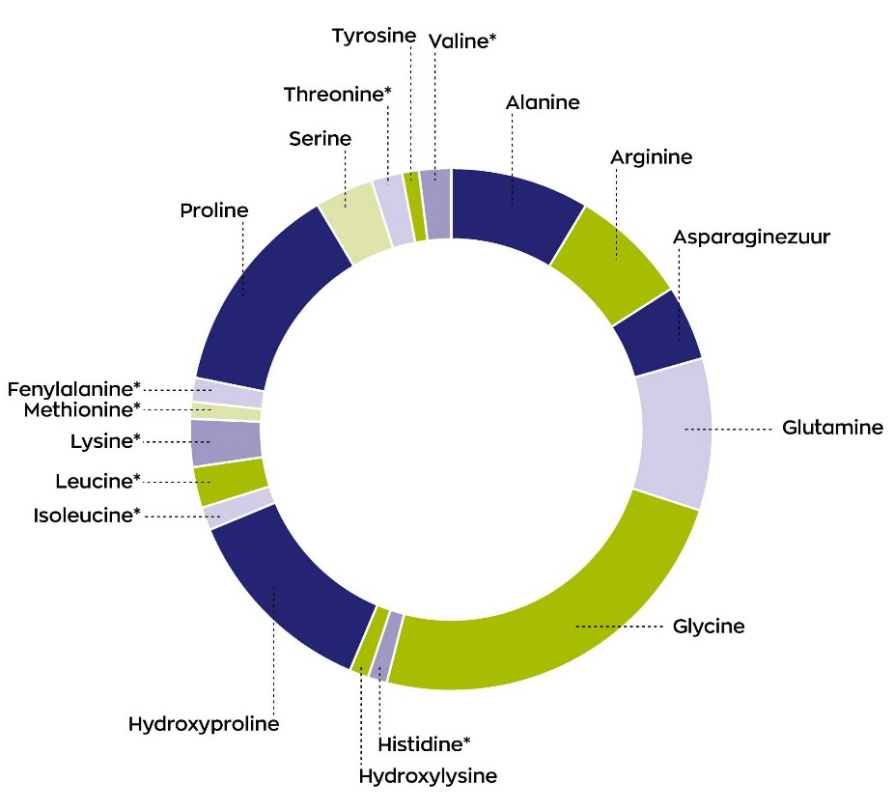 Tyrosine
Valine*
Threonine*
Alanine
Serine
Arginine
Proline
Asparaginezuur
Fenylalanine*
Methionine*
Glutamine
Lysine*
Leucine*
Isoleucine*
Glycine
Hydroxyproline
Histidine*
Hydroxylysine